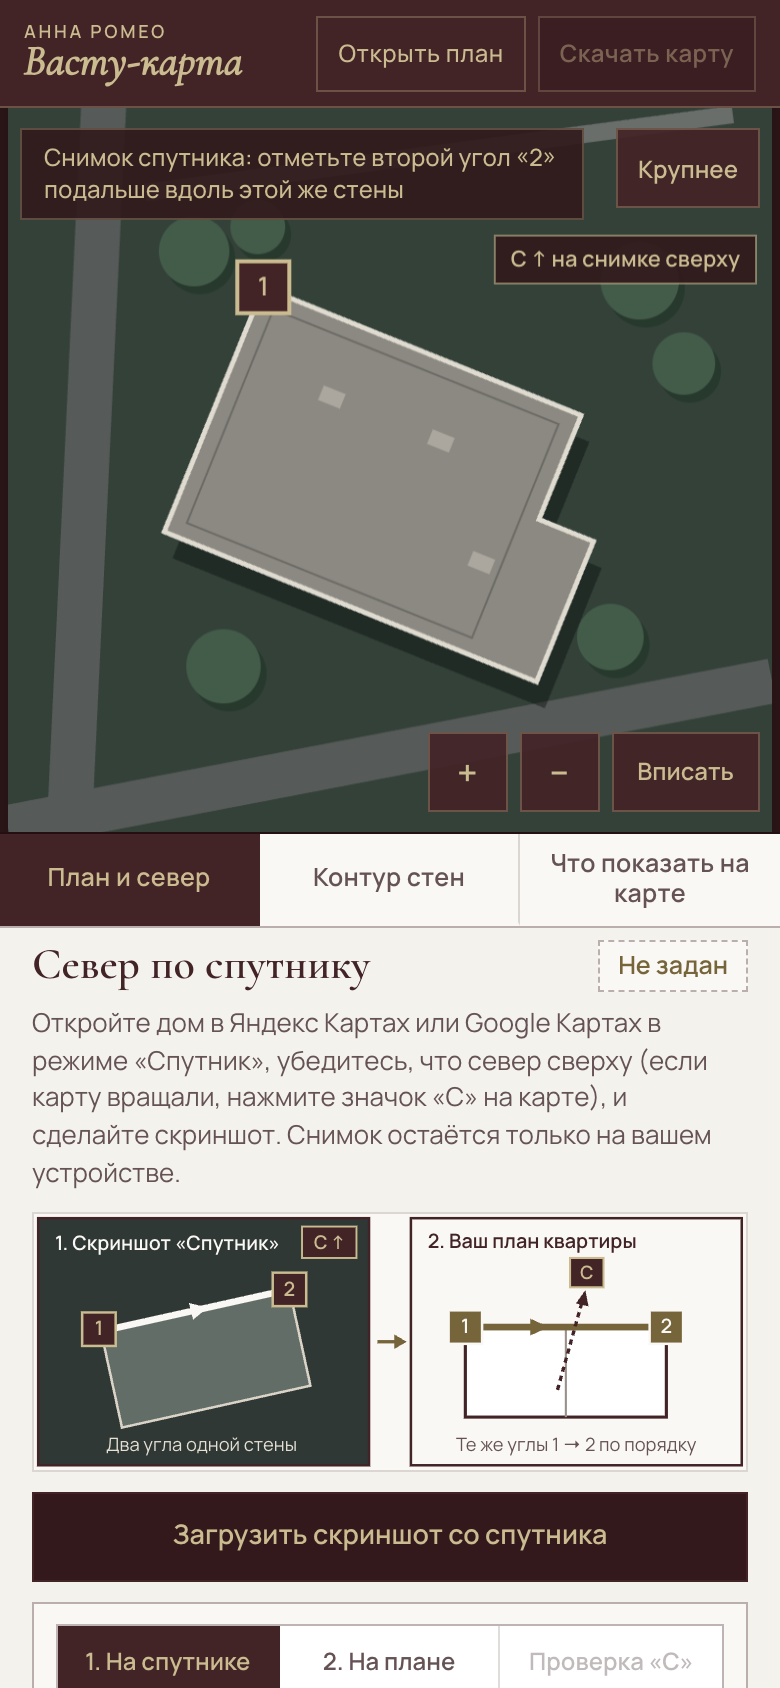 АННА РОМЕО
Васту-карта
Открыть план
Скачать карту
Снимок спутника: отметьте второй угол «2»
подальше вдоль этой же стены
Крупнее
С ↑ на снимке сверху
1
+
−
Вписать
План и север
Контур стен
Что показать на
карте
Север по спутнику
Не задан
Откройте дом в Яндекс Картах или Google Картах в
режиме «Спутник», убедитесь, что север сверху (если
карту вращали, нажмите значок «С» на карте), и
сделайте скриншот. Снимок остаётся только на вашем
устройстве.
1. Скриншот «Спутник»
С ↑
1
2
Два угла одной стены
2. Ваш план квартиры
С
1
2
Те же углы 1 → 2 по порядку
Загрузить скриншот со спутника
1. На спутнике
2. На плане
Проверка «С»